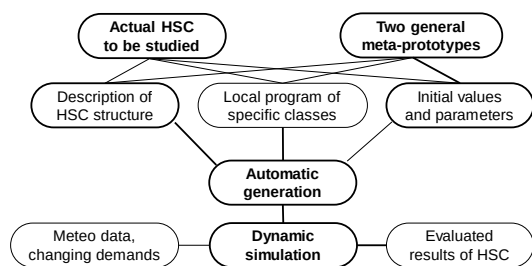 Actual HSC
to be studied
Two general
meta-prototypes
Description of
HSC structure
Local program of
specific classes
Initial values
and parameters
Automatic
generation
Meteo data,
changing demands
Dynamic
simulation
Evaluated
results of HSC